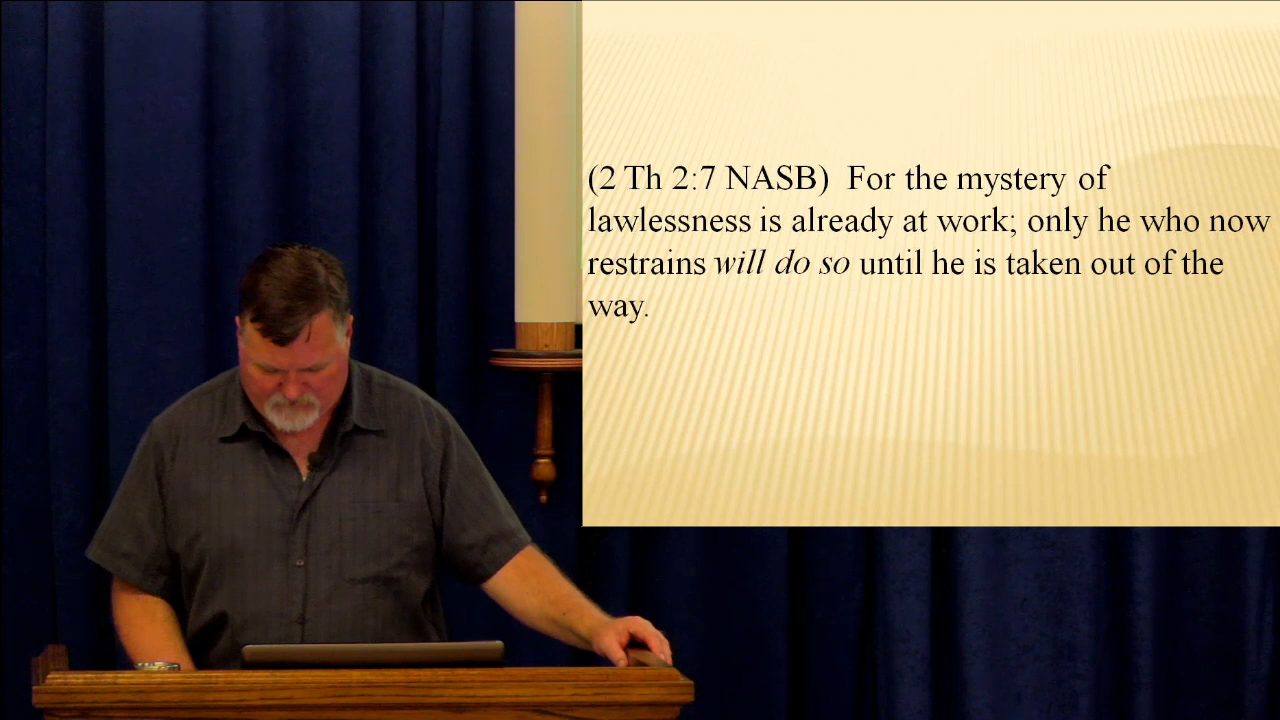 (2 Th 2:7 NASB)  For the mystery of
lawlessness is already at work; only he who now
restrains will do so until he is taken out of the
way.